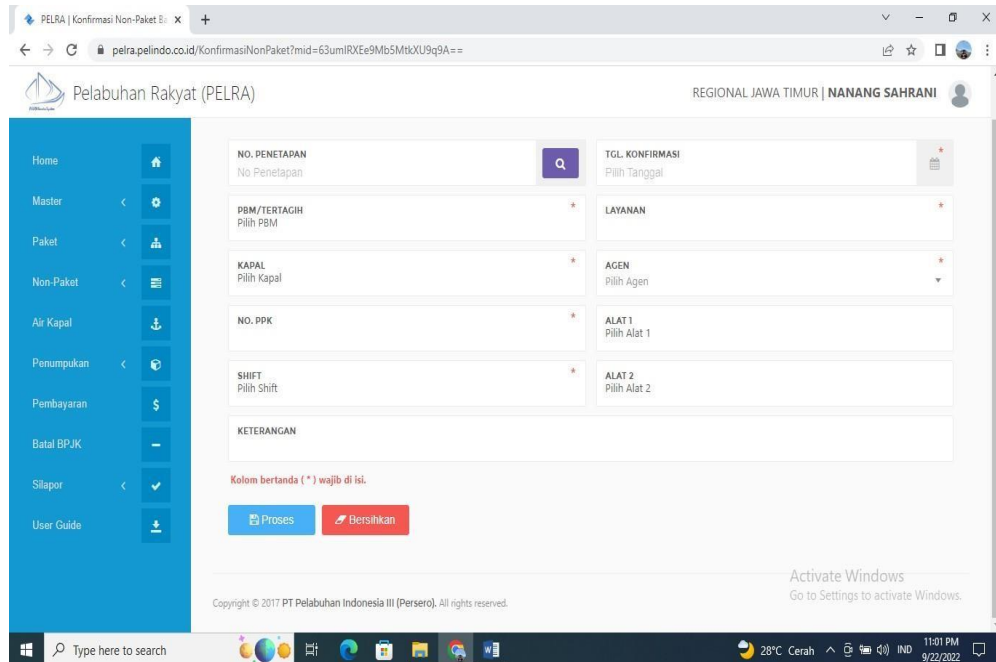 PELRA | Konfirmasi Non-Paket Ba
pelra.pelindo.co.id/KonfirmasiNonPaket?mid=63umIRXEe9Mb5MtkXU9q9A==
Pelabuhan Rakyat (PELRA)
REGIONAL JAWA TIMUR | NANANG SAHRANI
Home
Master
Paket
Non-Paket
Air Kapal
Penumpukan
Pembayaran
Batal BPJK
Silapor
User Guide
NO. PENETAPAN
No Penetapan
TGL. KONFIRMASI *
Pilih Tanggal
PBM/TERTAGIH *
Pilih PBM
LAYANAN *
KAPAL *
Pilih Kapal
AGEN *
Pilih Agen
NO. PPK *
ALAT 1
Pilih Alat 1
SHIFT *
Pilih Shift
ALAT 2
Pilih Alat 2
KETERANGAN
Kolom bertanda ( * ) wajib di isi.
Proses
Bersihkan
Activate Windows
Go to Settings to activate Windows.
Copyright © 2017 PT Pelabuhan Indonesia III (Persero). All rights reserved.
Type here to search
28°C Cerah
IND
11:01 PM
9/22/2022